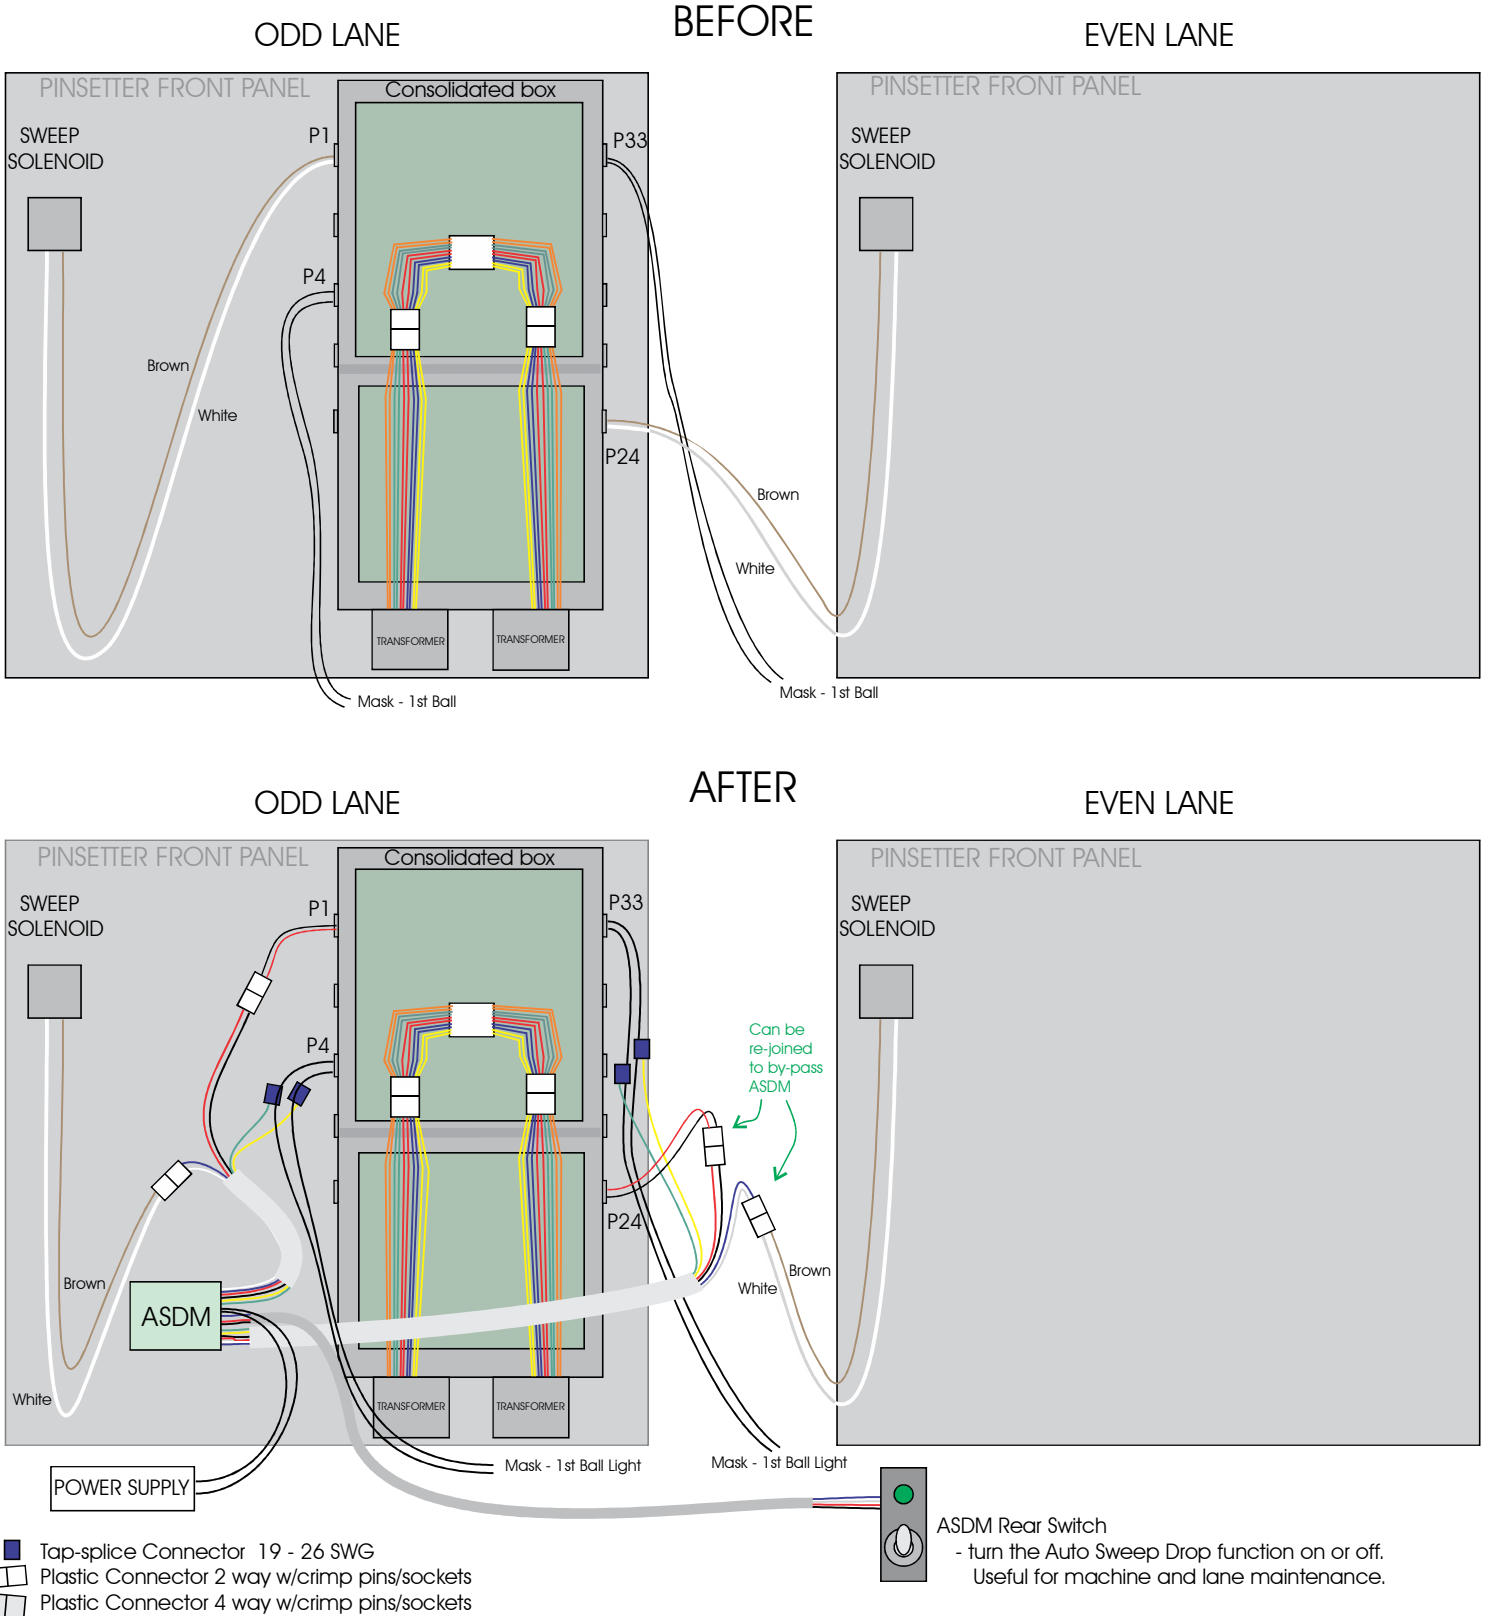 BEFORE
ODD LANE
EVEN LANE
PINSETTER FRONT PANEL
Consolidated box
PINSETTER FRONT PANEL
SWEEP
SOLENOID
P1
P33
SWEEP
SOLENOID
P4
Brown
White
P24
Brown
White
TRANSFORMER
TRANSFORMER
Mask - 1st Ball
Mask - 1st Ball
AFTER
ODD LANE
EVEN LANE
PINSETTER FRONT PANEL
Consolidated box
PINSETTER FRONT PANEL
SWEEP
SOLENOID
P1
P33
SWEEP
SOLENOID
P4
Can be
re-joined
to by-pass
ASDM
P24
Brown
White
Brown
ASDM
White
TRANSFORMER
TRANSFORMER
Mask - 1st Ball Light
Mask - 1st Ball Light
POWER SUPPLY
ASDM Rear Switch
- turn the Auto Sweep Drop function on or off.
Useful for machine and lane maintenance.
Tap-splice Connector 19 - 26 SWG
Plastic Connector 2 way w/crimp pins/sockets
Plastic Connector 4 way w/crimp pins/sockets